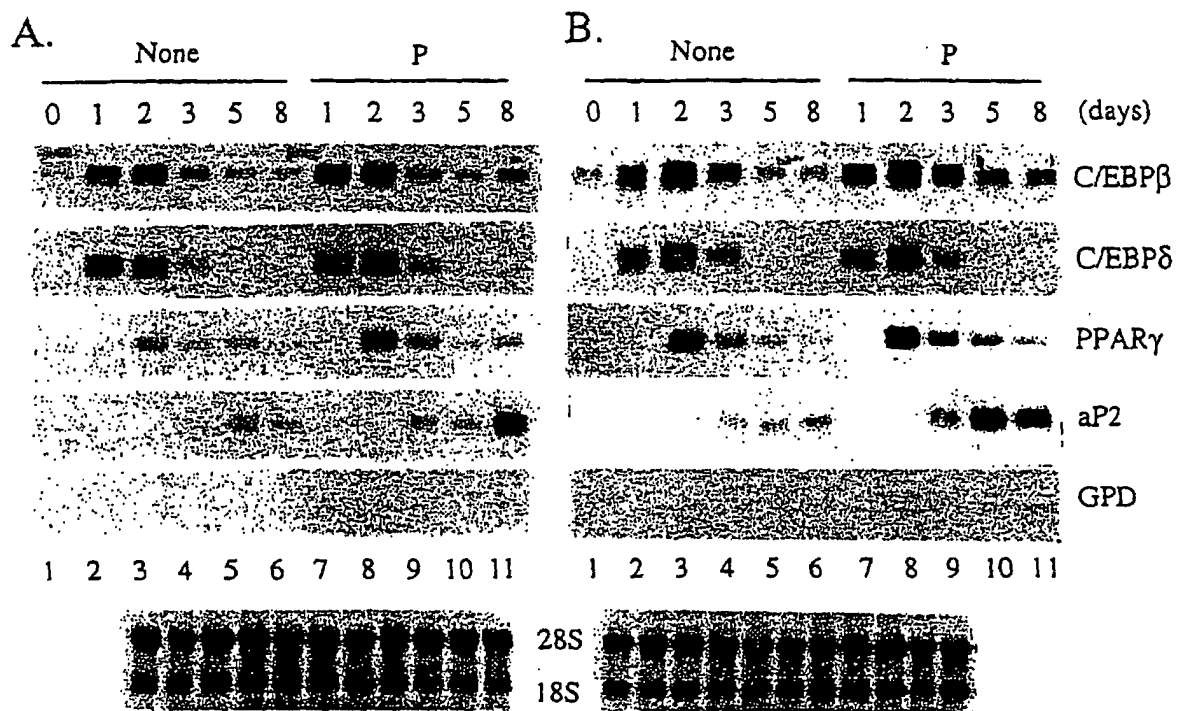 A.
None
P
0 1 2 3 5 8 1 2 3 5 8
B.
None
P
0 1 2 3 5 8 1 2 3 5 8 (days)
C/EBPβ
C/EBPδ
PPARγ
aP2
GPD
1 2 3 4 5 6 7 8 9 10 11
1 2 3 4 5 6 7 8 9 10 11
28S
18S